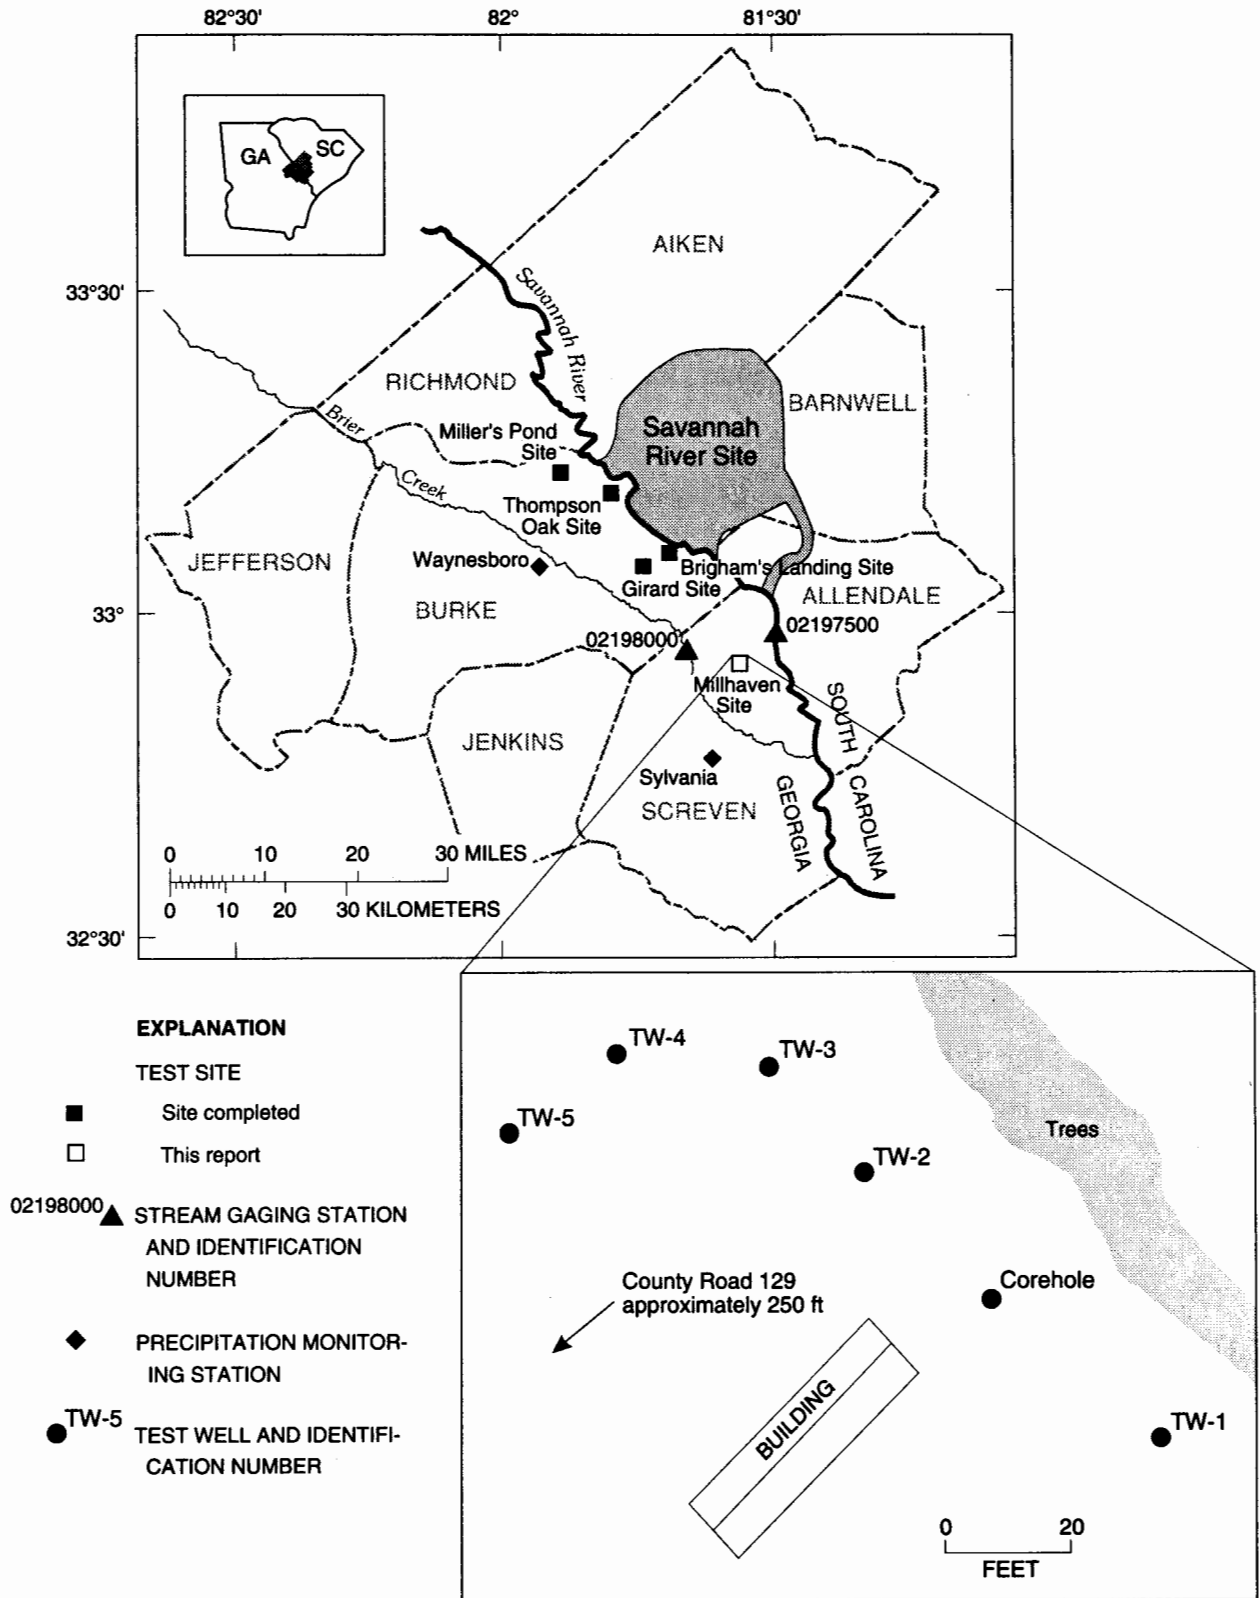 82°30'
82°
81°30'
GA
SC
AIKEN
33°30'
Savannah River
RICHMOND
BARNWELL
Brier
Miller's Pond
Site
Savannah
River Site
Creek
Thompson
Oak Site
JEFFERSON
Waynesboro
Brigham's Landing Site
Girard Site
ALLENDALE
BURKE
33°
02197500
02198000
Millhaven
Site
SOUTH
CAROLINA
JENKINS
Sylvania
GEORGIA
SCREVEN
0 10 20 30 MILES
0 10 20 30 KILOMETERS
32°30'
EXPLANATION
TEST SITE
Site completed
This report
02198000
STREAM GAGING STATION
AND IDENTIFICATION
NUMBER
PRECIPITATION MONITOR-
ING STATION
TW-5
TEST WELL AND IDENTIFI-
CATION NUMBER
TW-4
TW-3
TW-5
Trees
TW-2
Corehole
County Road 129
approximately 250 ft
BUILDING
TW-1
0 20
FEET